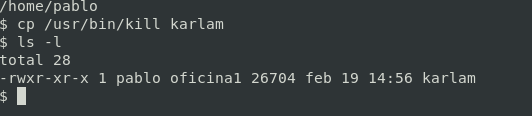 /home/pablo
$ cp /usr/bin/kill karlam
$ ls -l
total 28
-rwxr-xr-x 1 pablo oficina1 26704 feb 19 14:56 karlam
$